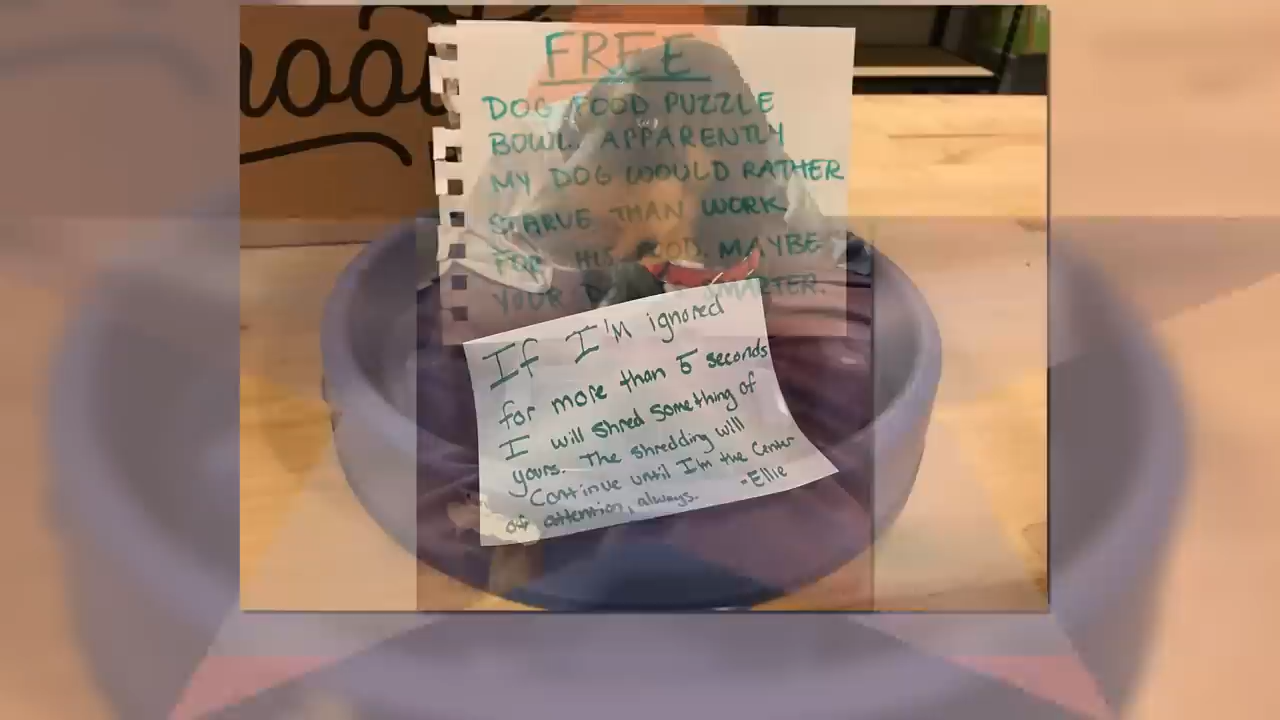 FREE
DOG FOOD PUZZLE
BOWL. APPARENTLY
MY DOG WOULD RATHER
STARVE THAN WORK
FOR HIS FOOD. MAYBE
YOUR SMARTER.
If I'm ignored
for more than 5 seconds
I will shred something of
yours. The shredding will
Continue until I'm the Center
of attention, always.
-Ellie